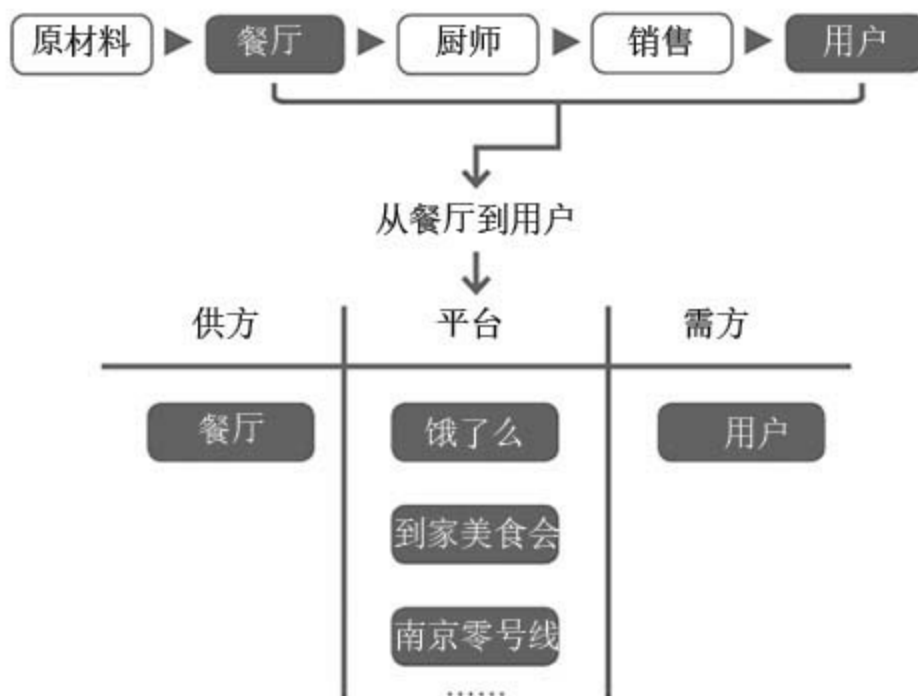 原材料 餐厅 厨师 销售 用户
从餐厅到用户
供方 平台 需方
餐厅 饿了么 用户
到家美食会
南京零号线
……